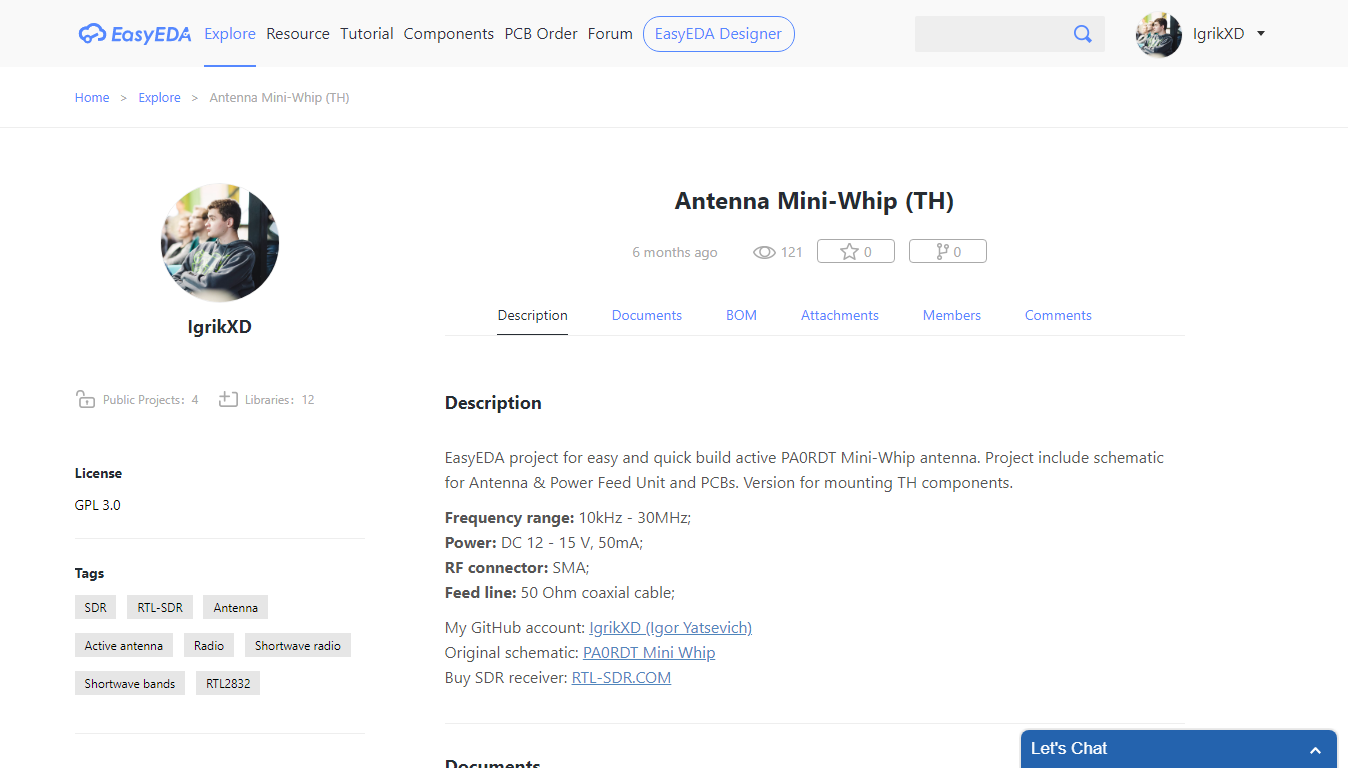 EasyEDA Explore Resource Tutorial Components PCB Order Forum EasyEDA Designer IgrikXD
Home > Explore > Antenna Mini-Whip (TH)
IgrikXD
Public Projects: 4 Libraries: 12
License
GPL 3.0
Tags
SDR RTL-SDR Antenna
Active antenna Radio Shortwave radio
Shortwave bands RTL2832
Antenna Mini-Whip (TH)
6 months ago 121 0 0
Description Documents BOM Attachments Members Comments
Description
EasyEDA project for easy and quick build active PA0RDT Mini-Whip antenna. Project include schematic
for Antenna & Power Feed Unit and PCBs. Version for mounting TH components.
Frequency range: 10kHz - 30MHz;
Power: DC 12 - 15 V, 50mA;
RF connector: SMA;
Feed line: 50 Ohm coaxial cable;
My GitHub account: IgrikXD (Igor Yatsevich)
Original schematic: PA0RDT Mini Whip
Buy SDR receiver: RTL-SDR.COM
Documents
Let's Chat